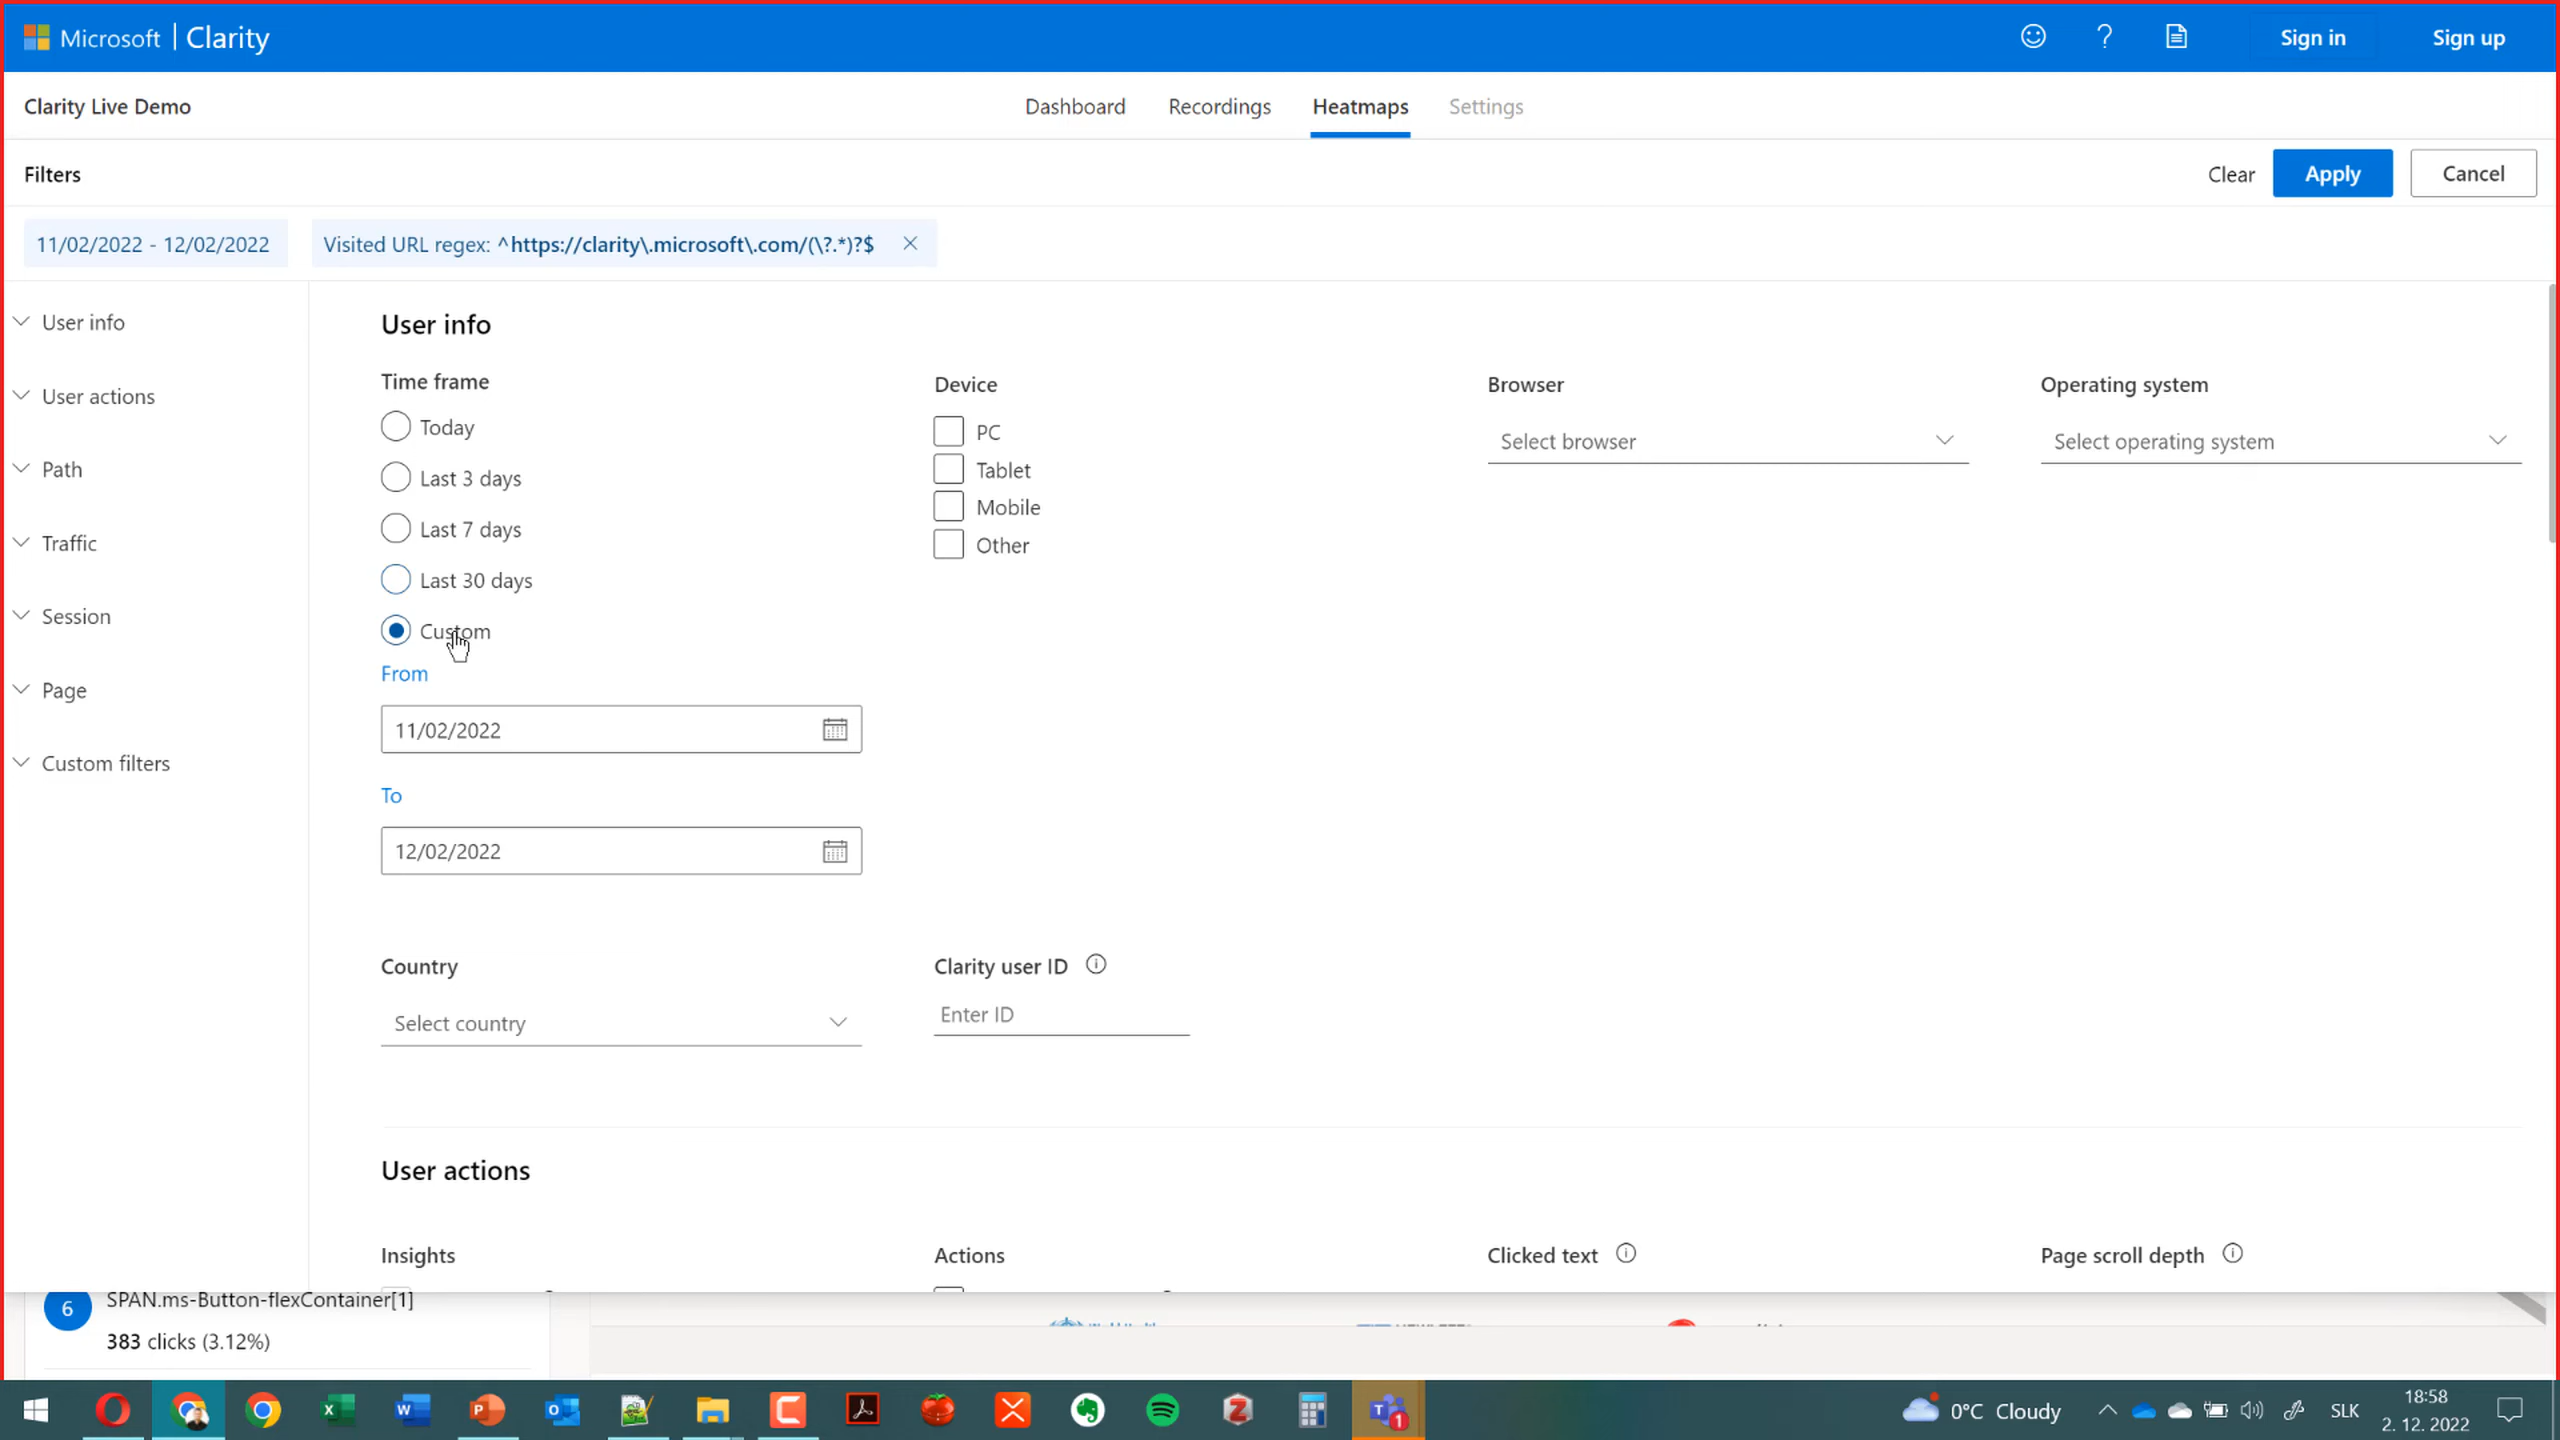 Microsoft | Clarity
Sign in
Sign up
Clarity Live Demo
Dashboard
Recordings
Heatmaps
Settings
Filters
Clear
Apply
Cancel
11/02/2022 - 12/02/2022
Visited URL regex: ^https://clarity\.microsoft\.com/(\?.*)?$
User info
User actions
Path
Traffic
Session
Page
Custom filters
User info
Time frame
Today
Last 3 days
Last 7 days
Last 30 days
Custom
From
11/02/2022
To
12/02/2022
Device
PC
Tablet
Mobile
Other
Browser
Select browser
Operating system
Select operating system
Country
Select country
Clarity user ID
Enter ID
User actions
Insights
Actions
Clicked text
Page scroll depth
6
SPAN.ms-Button-flexContainer[1]
383 clicks (3.12%)
0°C Cloudy
SLK
18:58
2. 12. 2022